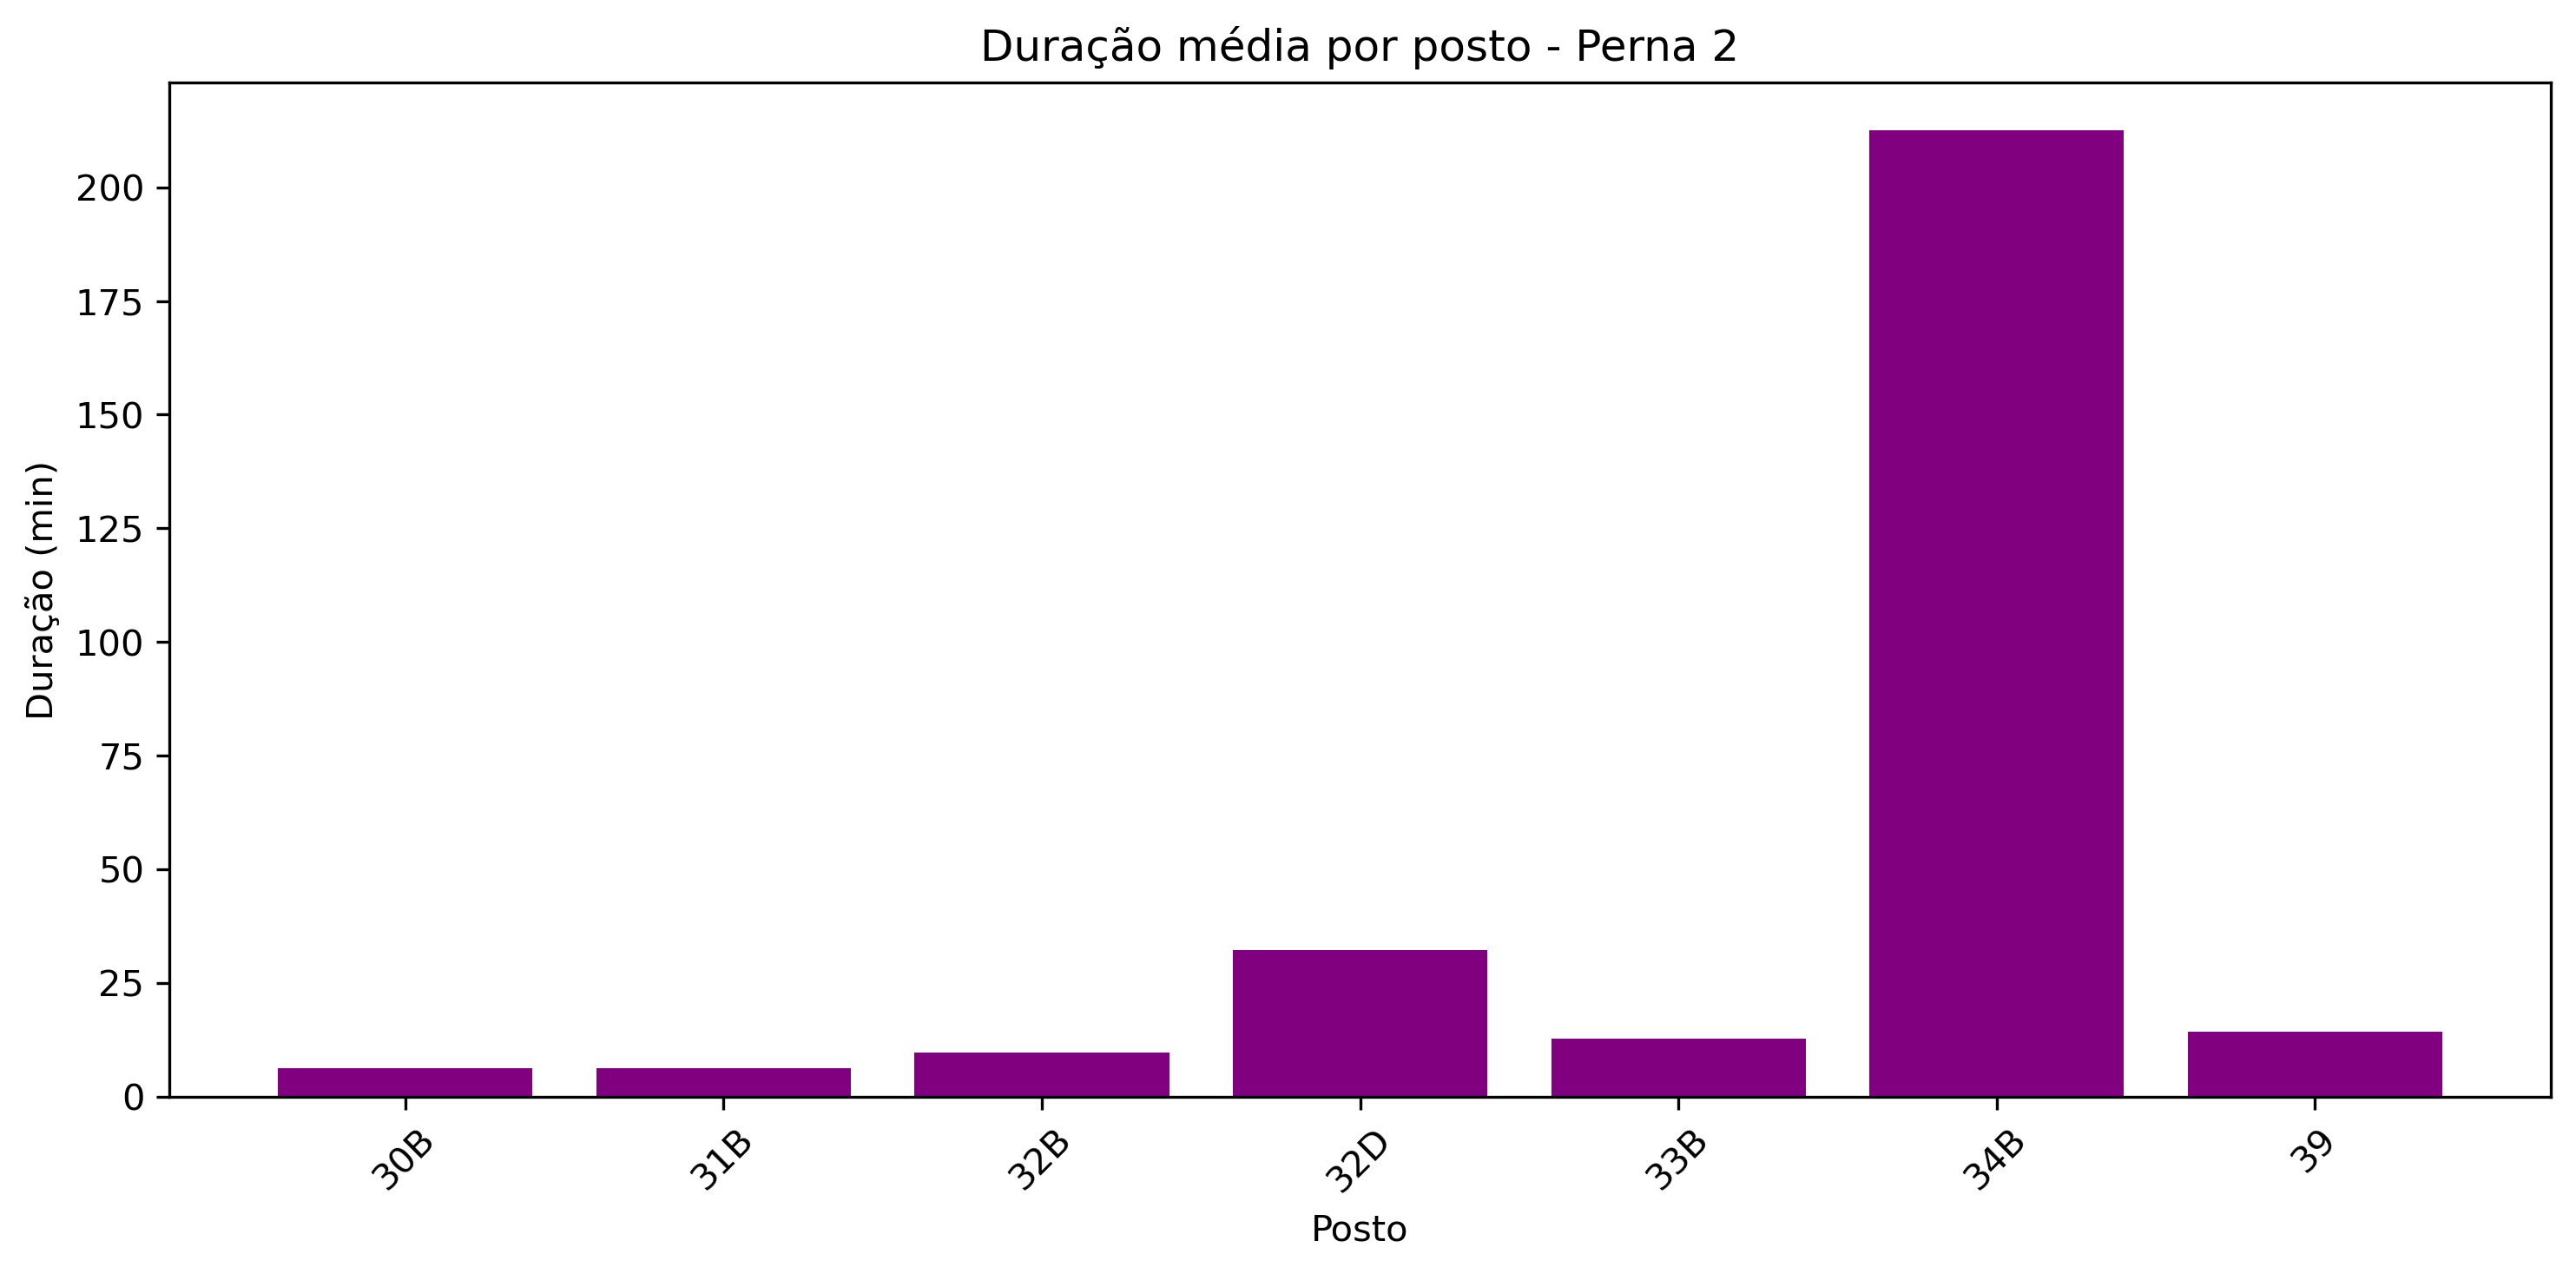 Duração média por posto - Perna 2
Duração (min)
200
175
150
125
100
75
50
25
0
30B
31B
32B
32D
33B
34B
39
Posto